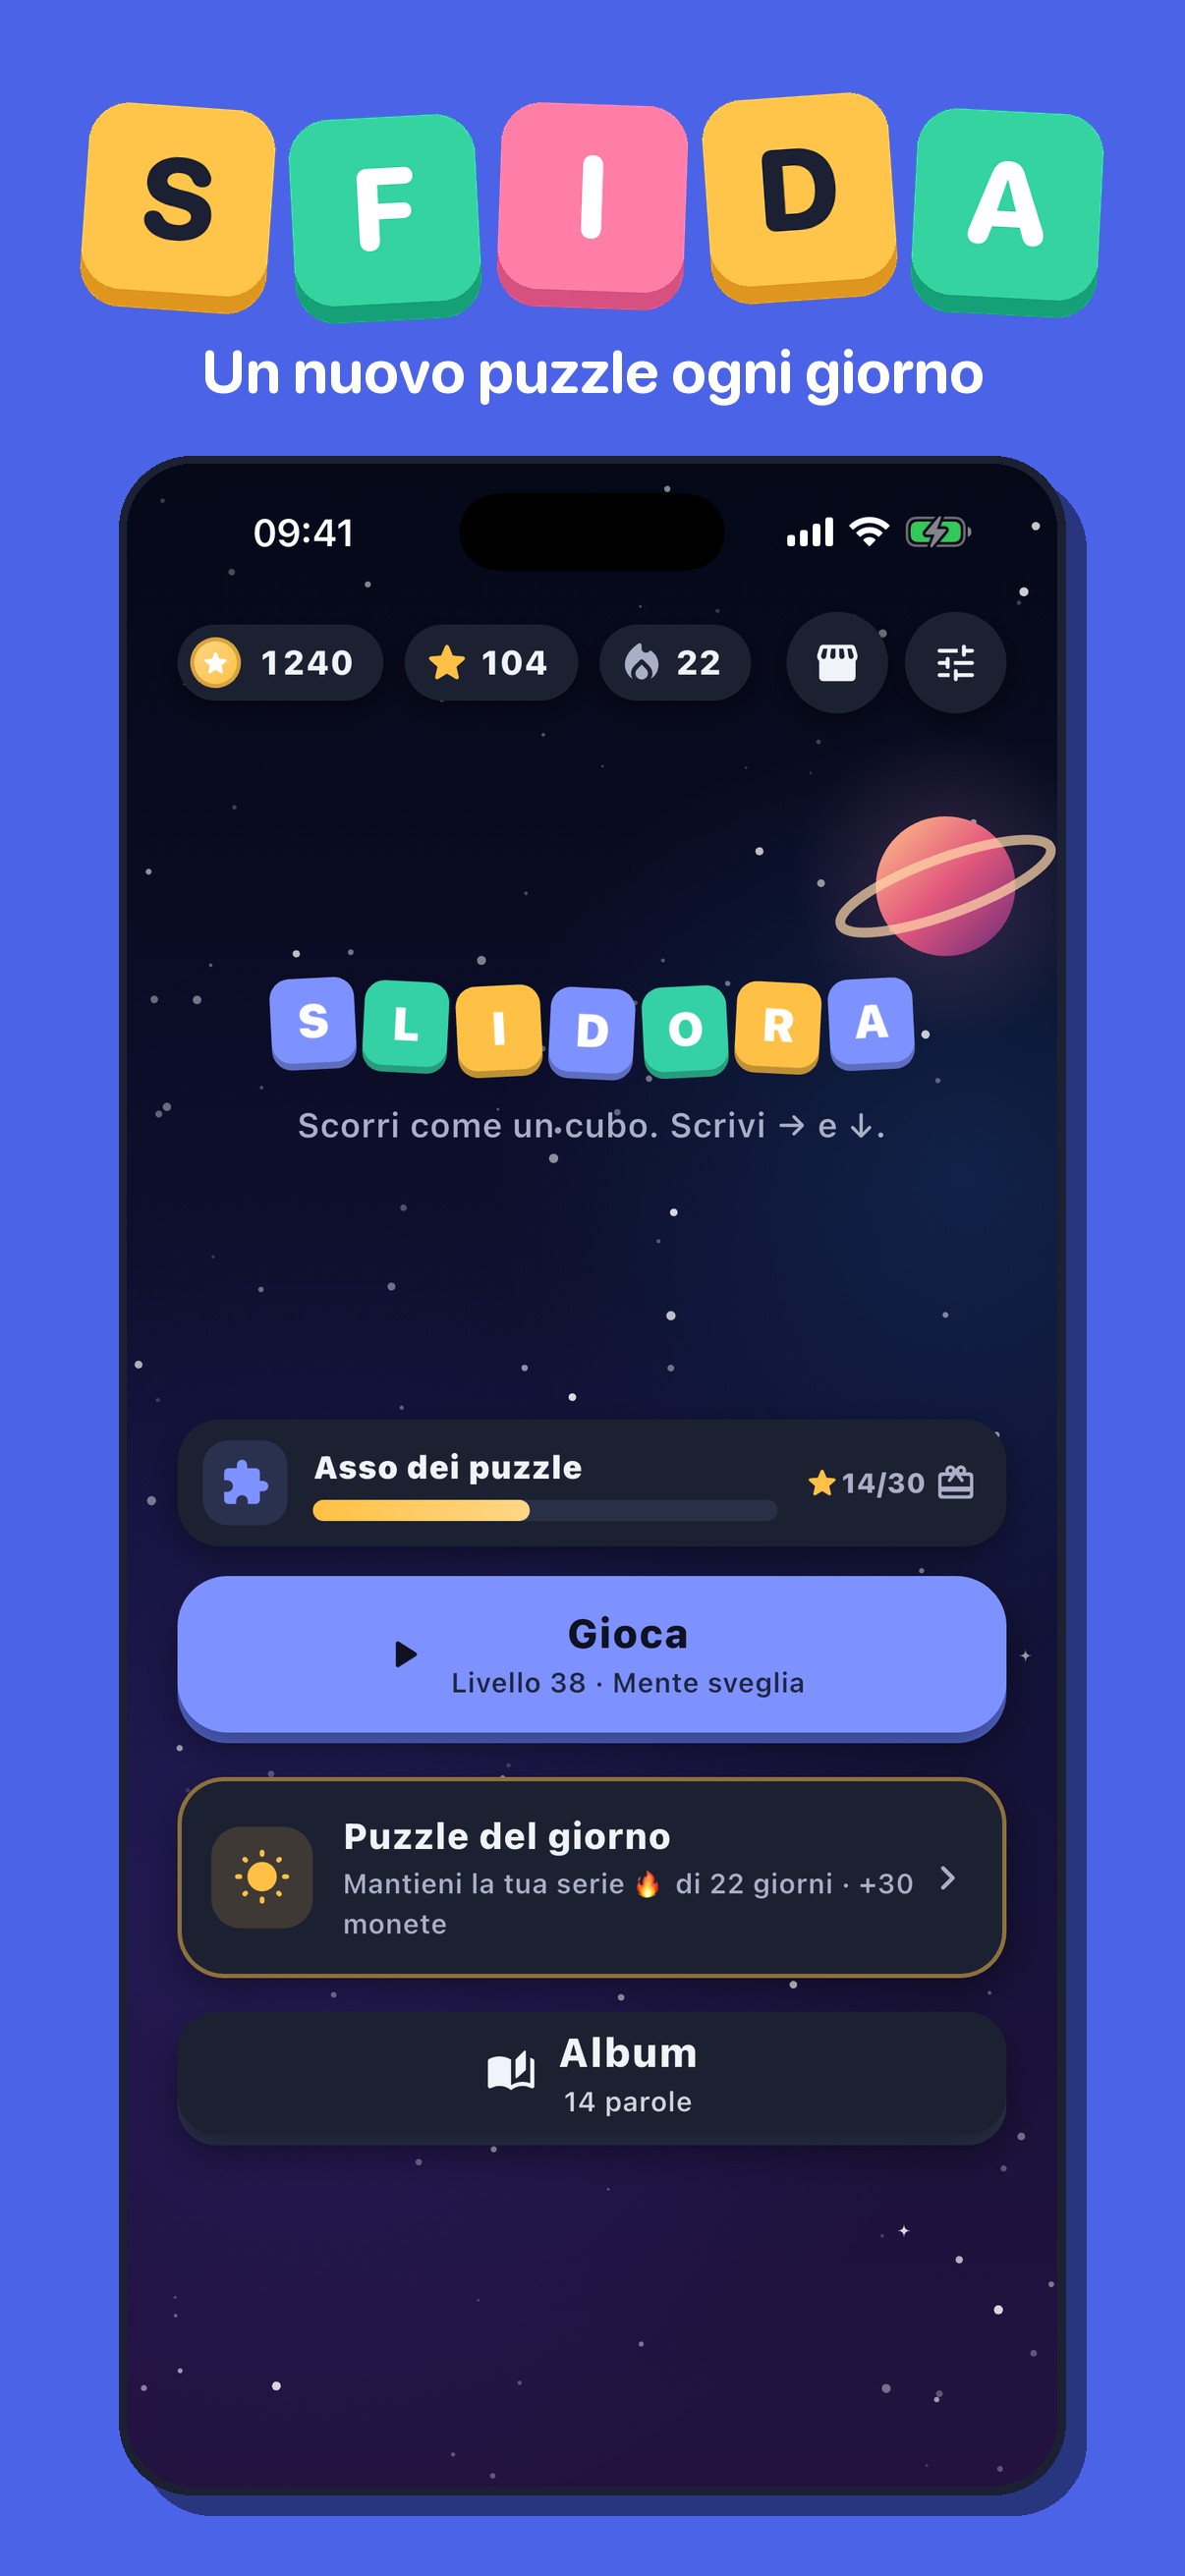 SFIDA
Un nuovo puzzle ogni giorno
09:41
1240 104 22
SLIDORA
Scorri come un cubo. Scrivi → e ↓.
Asso dei puzzle
14/30
Gioca
Livello 38 · Mente sveglia
Puzzle del giorno
Mantieni la tua serie 🔥 di 22 giorni · +30
monete
Album
14 parole